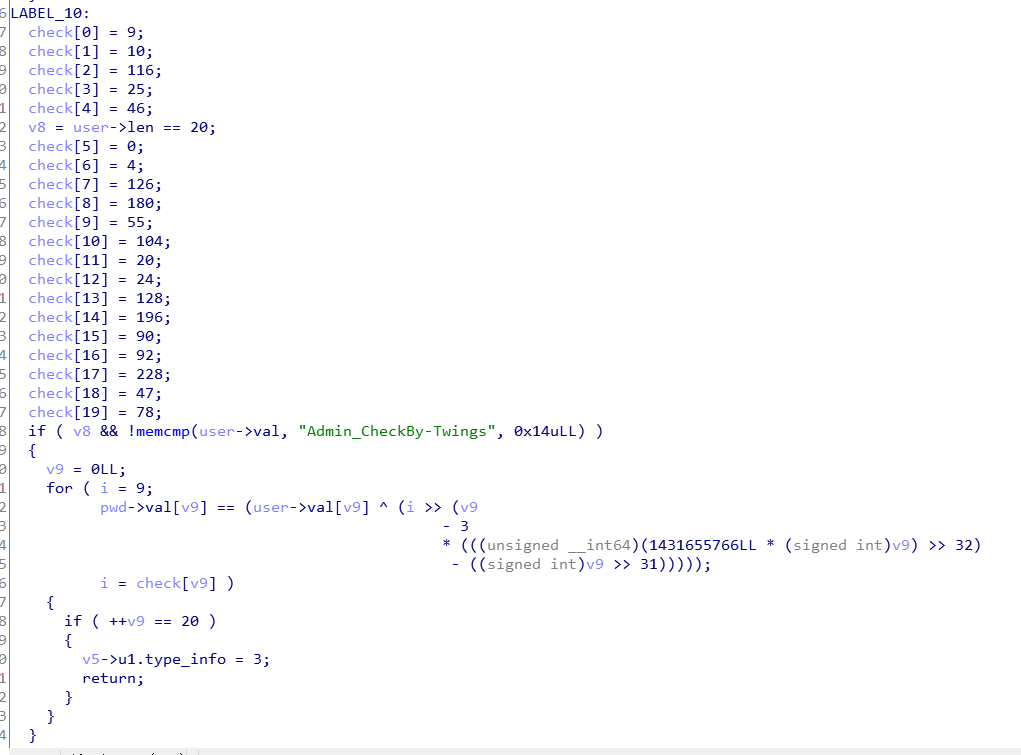 6LABEL_10:
7  check[0] = 9;
8  check[1] = 10;
9  check[2] = 116;
0  check[3] = 25;
1  check[4] = 46;
2  v8 = user->len == 20;
3  check[5] = 0;
4  check[6] = 4;
5  check[7] = 126;
6  check[8] = 180;
7  check[9] = 55;
8  check[10] = 104;
9  check[11] = 20;
0  check[12] = 24;
1  check[13] = 128;
2  check[14] = 196;
3  check[15] = 90;
4  check[16] = 92;
5  check[17] = 228;
6  check[18] = 47;
7  check[19] = 78;
8  if ( v8 && !memcmp(user->val, "Admin_CheckBy-Twings", 0x14uLL) )
9  {
0    v9 = 0LL;
1    for ( i = 9;
2          pwd->val[v9] == (user->val[v9] ^ (i >> (v9
3                                                - 3
4                                                * (((unsigned __int64)(1431655766LL * (signed int)v9) >> 32)
5                                                 - ((signed int)v9 >> 31)))));
6          i = check[v9] )
7    {
8      if ( ++v9 == 20 )
9      {
0        v5->u1.type_info = 3;
1        return;
2      }
3    }
4  }